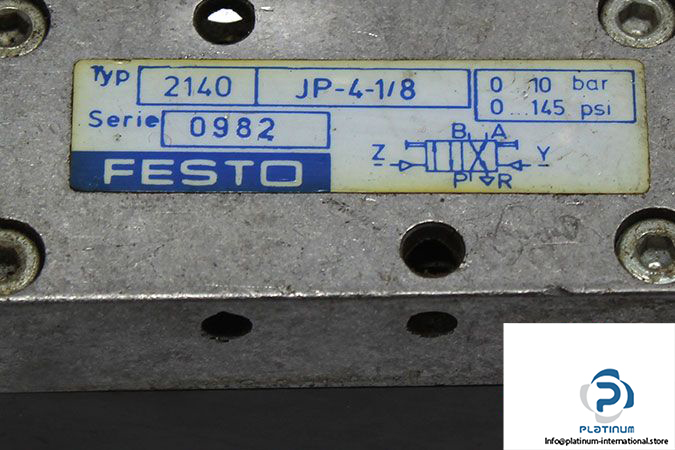 Typ 2140 JP-4-1/8
0 10 bar
0...145 psi
Serie 0982
FESTO
B A
Z Y
P R
P
PLATINUM
Info@platinum-international.store